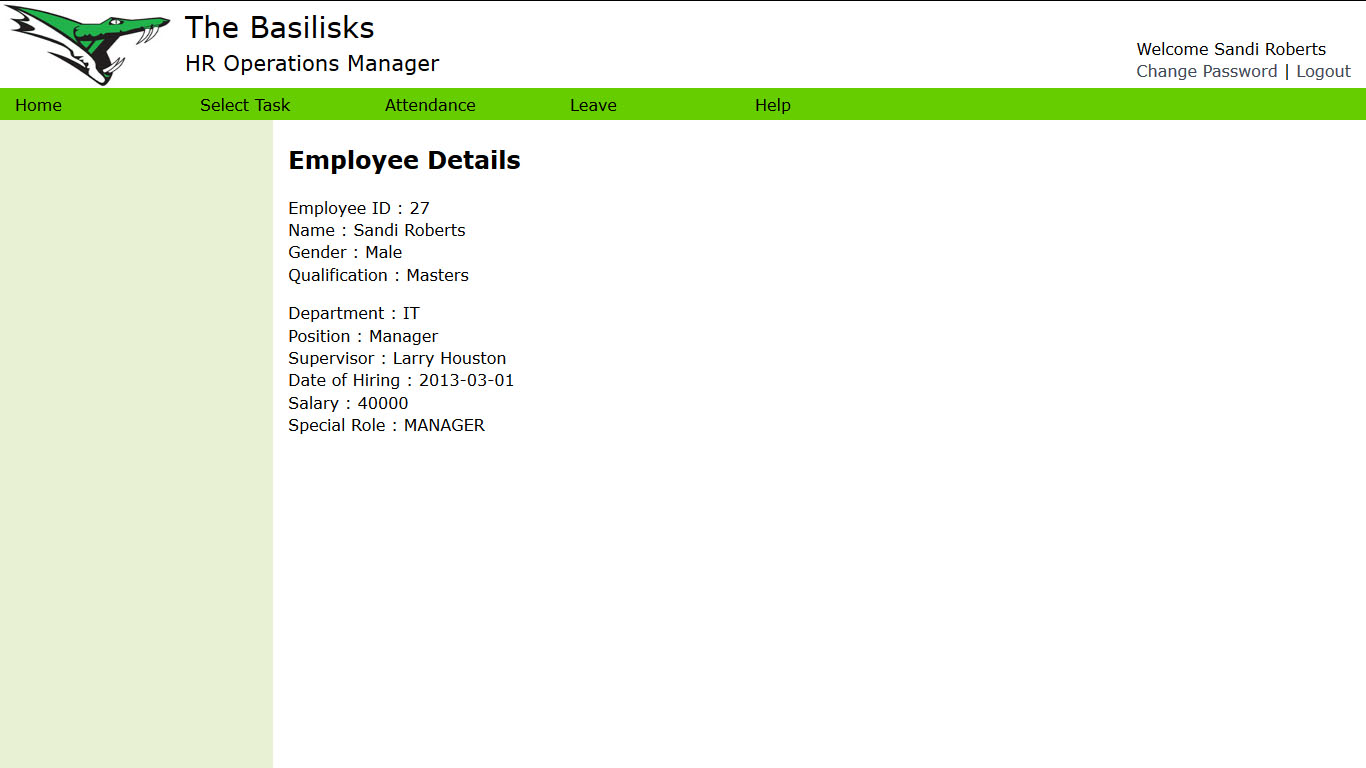 The Basilisks
HR Operations Manager
Welcome Sandi Roberts
Change Password | Logout
Home Select Task Attendance Leave Help
Employee Details
Employee ID : 27
Name : Sandi Roberts
Gender : Male
Qualification : Masters
Department : IT
Position : Manager
Supervisor : Larry Houston
Date of Hiring : 2013-03-01
Salary : 40000
Special Role : MANAGER